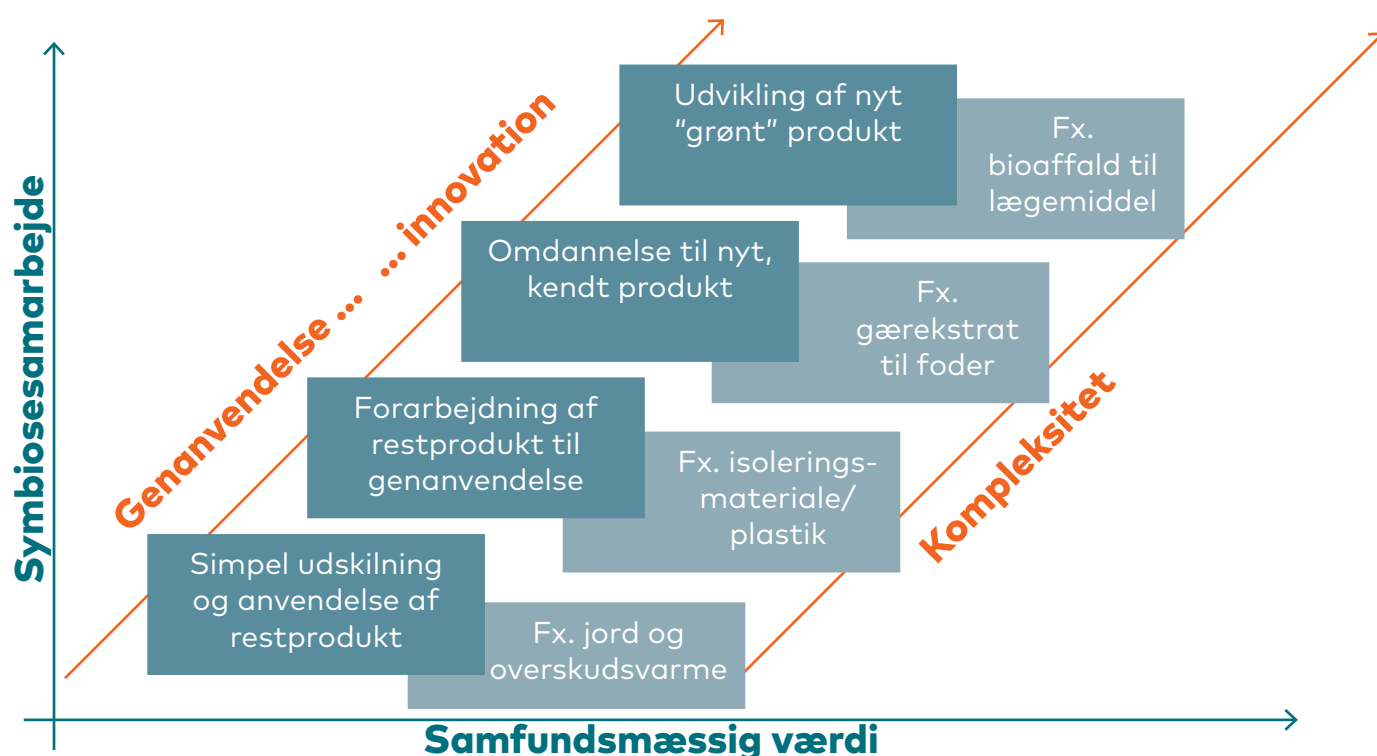 Symbiosesamarbejde
Genanvendelse ... ... innovation
Udvikling af nyt
“grønt” produkt
Fx.
bioaffald til
lægemiddel
Omdannelse til nyt,
kendt produkt
Fx.
gærekstrat
til foder
Forarbejdning af
restprodukt til
genanvendelse
Fx. isolerings-
materiale/
plastik
Simpel udskilning
og anvendelse af
restprodukt
Fx. jord og
overskudsvarme
Kompleksitet
Samfundsmæssig værdi